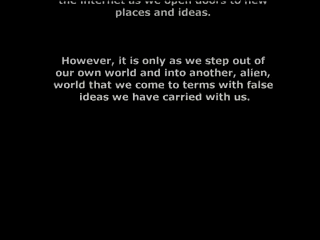 the internet as we open doors to new
places and ideas.
However, it is only as we step out of
our own world and into another, alien,
world that we come to terms with false
ideas we have carried with us.